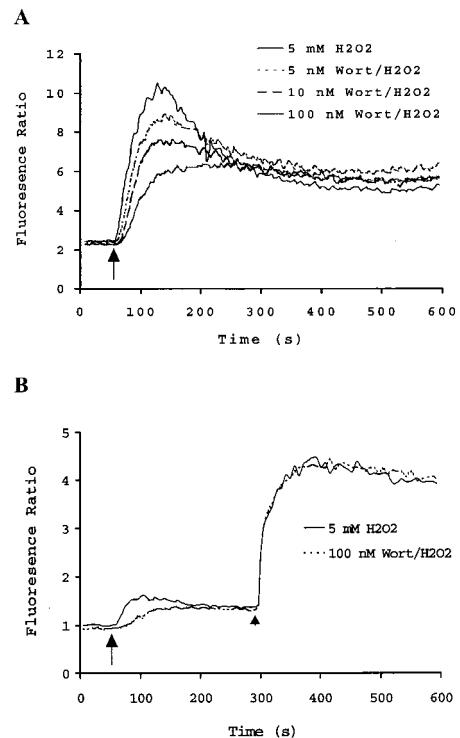 A
12
10
8
6
4
2
0
Fluoresence Ratio
5 mM H2O2
5 nM Wort/H2O2
10 nM Wort/H2O2
100 nM Wort/H2O2
0 100 200 300 400 500 600
Time (s)
B
5
4
3
2
1
0
Fluoresence Ratio
5 mM H2O2
100 nM Wort/H2O2
0 100 200 300 400 500 600
Time (s)